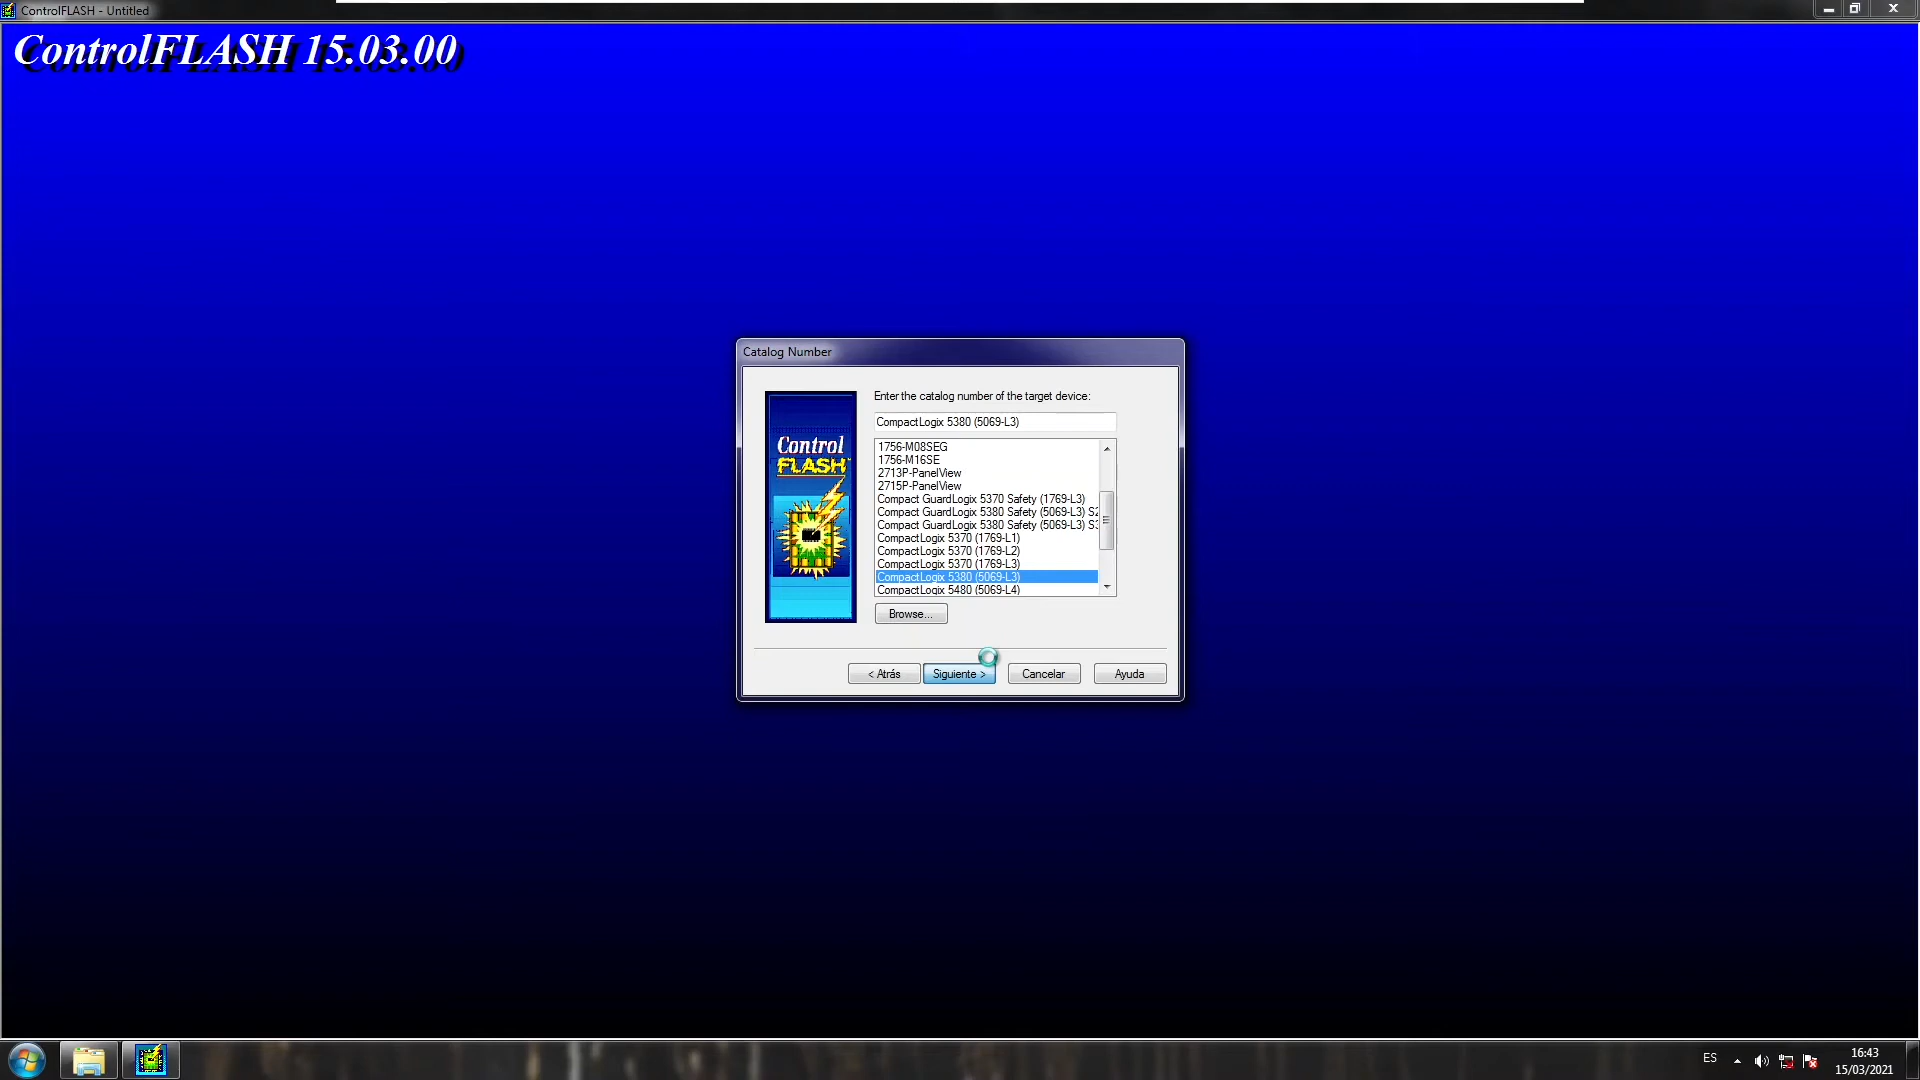 ControlFLASH - Untitled
ControlFLASH 15.03.00
Catalog Number
Control
FLASH
Enter the catalog number of the target device:
CompactLogix 5380 (5069-L3)
1756-M08SEG
1756-M16SE
2713P-PanelView
2715P-PanelView
Compact GuardLogix 5370 Safety (1769-L3)
Compact GuardLogix 5380 Safety (5069-L3) S2
Compact GuardLogix 5380 Safety (5069-L3) S3
CompactLogix 5370 (1769-L1)
CompactLogix 5370 (1769-L2)
CompactLogix 5370 (1769-L3)
CompactLogix 5380 (5069-L3)
CompactLogix 5480 (5069-L4)
Browse...
< Atrás
Siguiente >
Cancelar
Ayuda
ES
16:43
15/03/2021